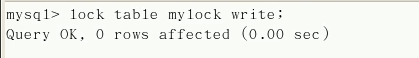 mysql> lock table mylock write;
Query OK, 0 rows affected (0.00 sec)